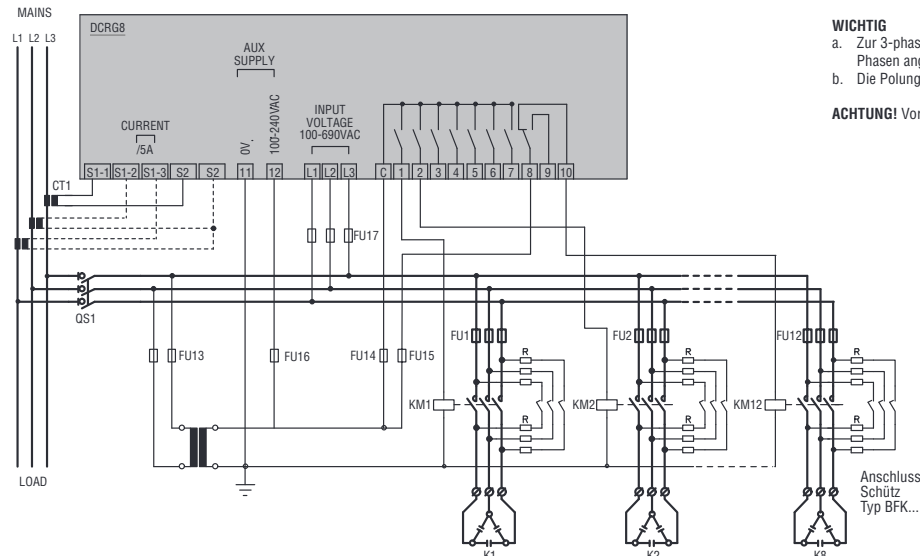 MAINS
L1 L2 L3
DCRG8
AUX
SUPPLY
0V.
100-240VAC
INPUT
VOLTAGE
100-690VAC
CURRENT
/5A
S1-1 S1-2 S1-3 S2 S2 11 12 L1 L2 L3 C 1 2 3 4 5 6 7 8 9 10
CT1
FU17
QS1
FU13
FU16
FU14
FU15
FU1
FU2
FU12
R
R
R
KM1
KM2
KM12
R
R
R
LOAD
K1
K2
K8
Anschluss
Schütz
Typ BFK...
WICHTIG
a. Zur 3-phas
Phasen ang
b. Die Polung
ACHTUNG! Vor